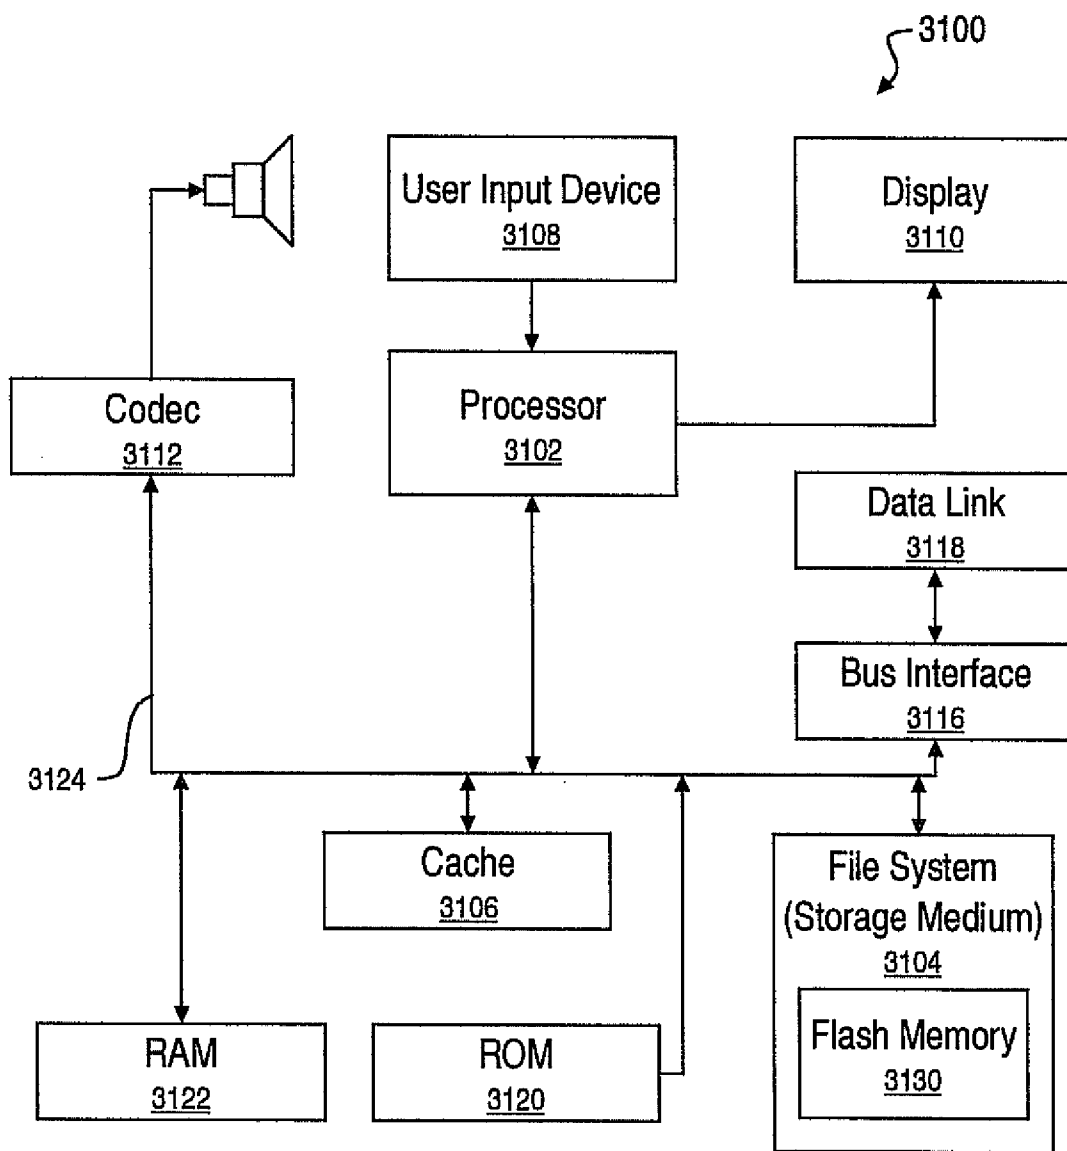 3100
User Input Device
3108
Display
3110
Codec
3112
Processor
3102
Data Link
3118
Bus Interface
3116
3124
Cache
3106
File System
(Storage Medium)
3104
Flash Memory
3130
RAM
3122
ROM
3120